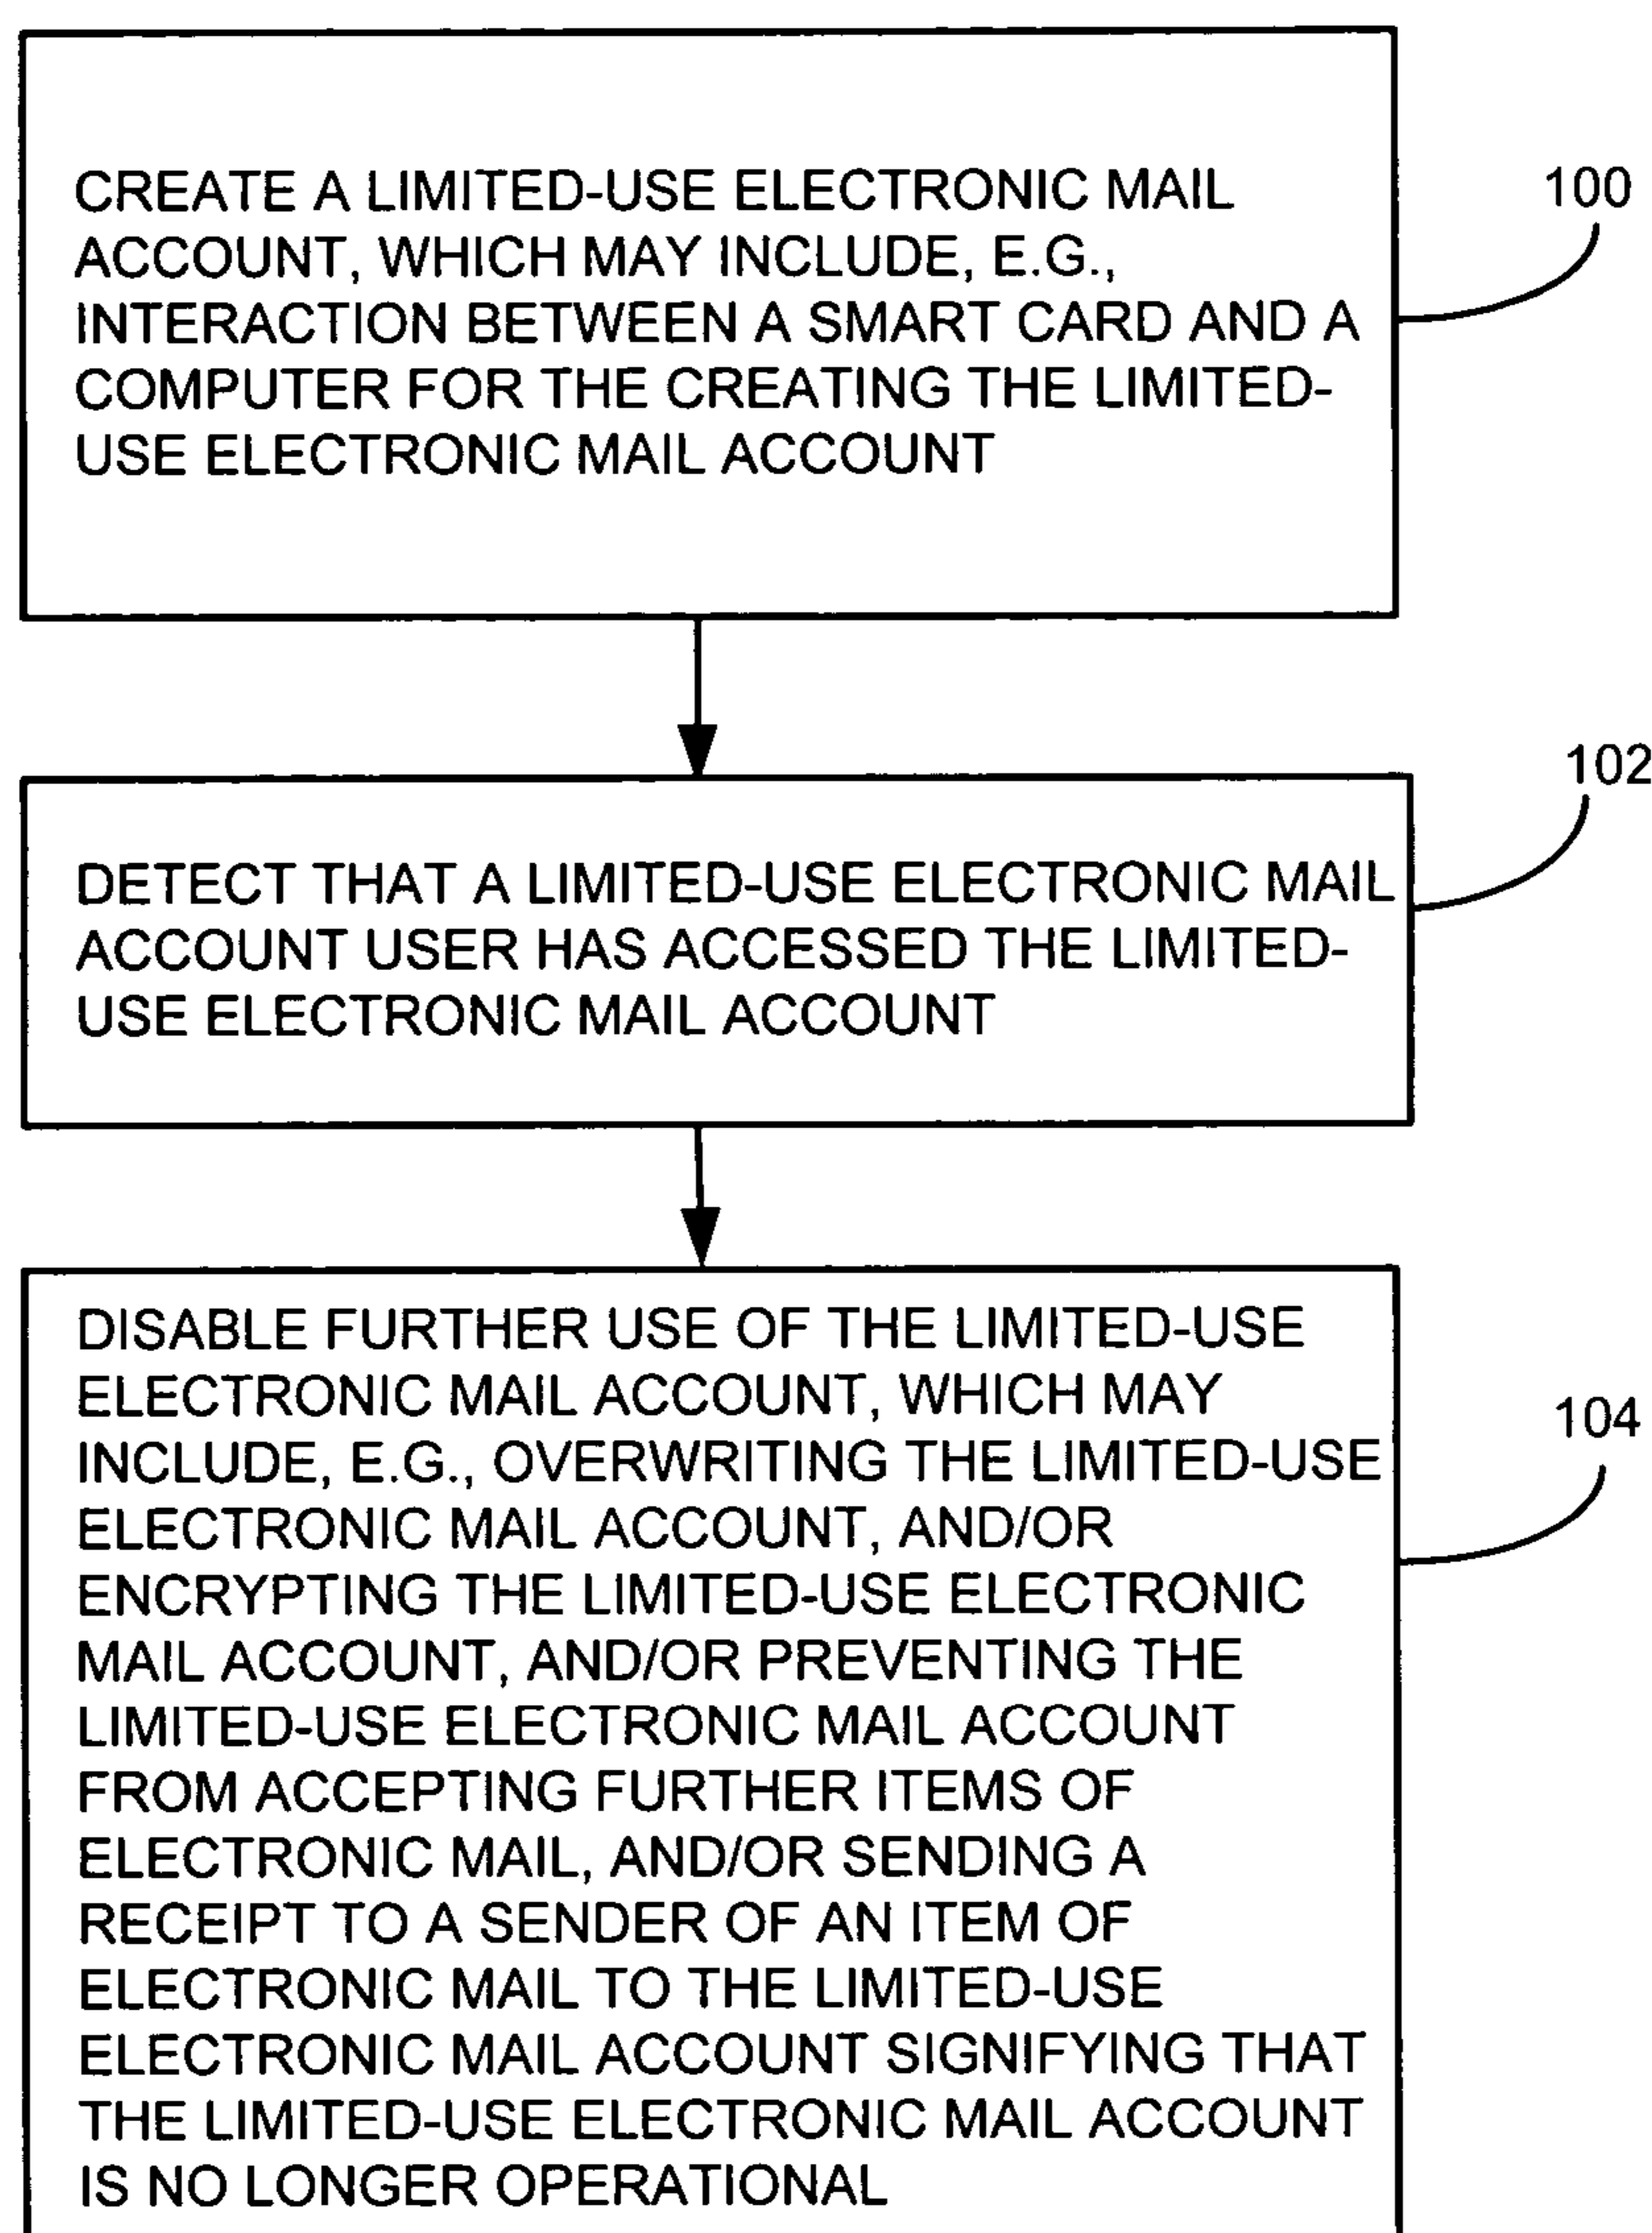 CREATE A LIMITED-USE ELECTRONIC MAIL
ACCOUNT, WHICH MAY INCLUDE, E.G.,
INTERACTION BETWEEN A SMART CARD AND A
COMPUTER FOR THE CREATING THE LIMITED-
USE ELECTRONIC MAIL ACCOUNT
100
DETECT THAT A LIMITED-USE ELECTRONIC MAIL
ACCOUNT USER HAS ACCESSED THE LIMITED-
USE ELECTRONIC MAIL ACCOUNT
102
DISABLE FURTHER USE OF THE LIMITED-USE
ELECTRONIC MAIL ACCOUNT, WHICH MAY
INCLUDE, E.G., OVERWRITING THE LIMITED-USE
ELECTRONIC MAIL ACCOUNT, AND/OR
ENCRYPTING THE LIMITED-USE ELECTRONIC
MAIL ACCOUNT, AND/OR PREVENTING THE
LIMITED-USE ELECTRONIC MAIL ACCOUNT
FROM ACCEPTING FURTHER ITEMS OF
ELECTRONIC MAIL, AND/OR SENDING A
RECEIPT TO A SENDER OF AN ITEM OF
ELECTRONIC MAIL TO THE LIMITED-USE
ELECTRONIC MAIL ACCOUNT SIGNIFYING THAT
THE LIMITED-USE ELECTRONIC MAIL ACCOUNT
IS NO LONGER OPERATIONAL
104